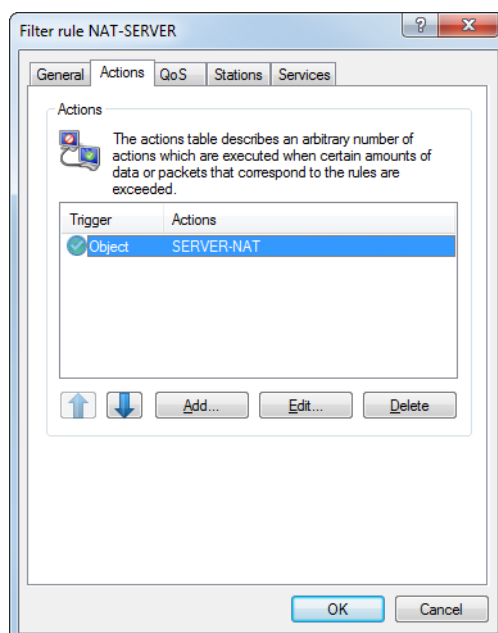 Filter rule NAT-SERVER
?
General Actions QoS Stations Services
Actions
The actions table describes an arbitrary number of
actions which are executed when certain amounts of
data or packets that correspond to the rules are
exceeded.
Trigger Actions
Object SERVER-NAT
Add... Edit... Delete
OK Cancel